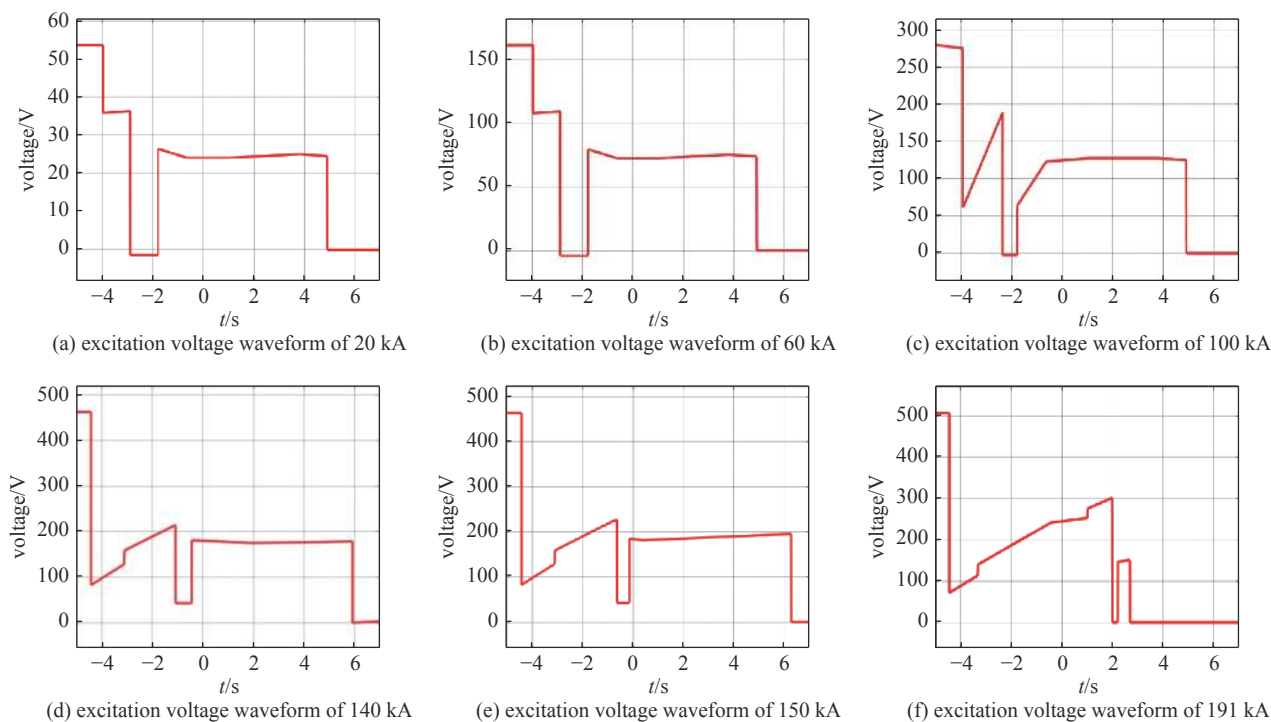 60
50
40
30
20
10
0
voltage/V
−4 −2 0 2 4 6
t/s
(a) excitation voltage waveform of 20 kA
150
100
50
0
voltage/V
−4 −2 0 2 4 6
t/s
(b) excitation voltage waveform of 60 kA
300
250
200
150
100
50
0
voltage/V
−4 −2 0 2 4 6
t/s
(c) excitation voltage waveform of 100 kA
500
400
300
200
100
0
voltage/V
−4 −2 0 2 4 6
t/s
(d) excitation voltage waveform of 140 kA
500
400
300
200
100
0
voltage/V
−4 −2 0 2 4 6
t/s
(e) excitation voltage waveform of 150 kA
500
400
300
200
100
0
voltage/V
−4 −2 0 2 4 6
t/s
(f) excitation voltage waveform of 191 kA